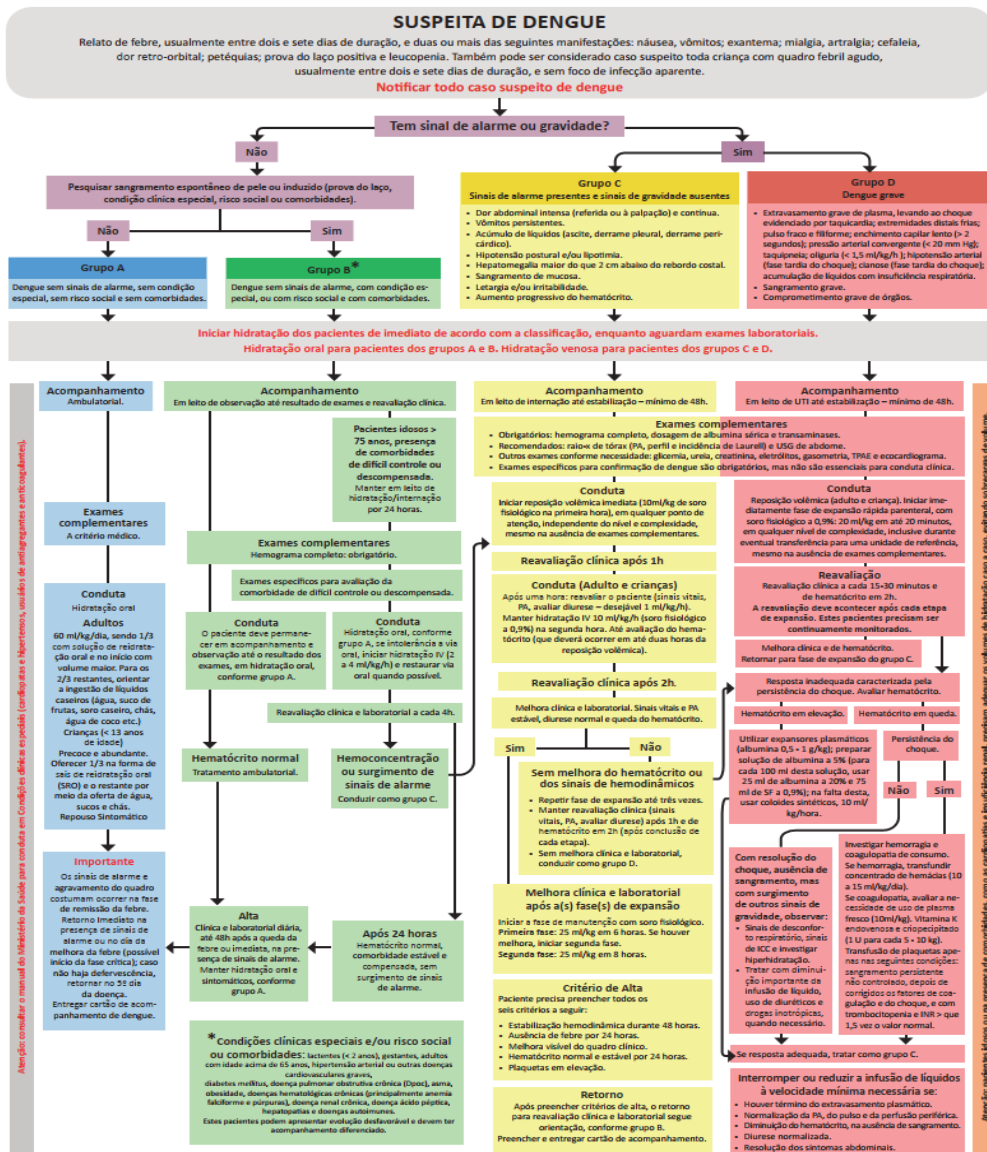 SUSPEITA DE DENGUE
Relato de febre, usualmente entre dois e sete dias de duração, e duas ou mais das seguintes manifestações: náusea, vômitos; exantema; mialgia, artralgia; cefaleia,
dor retro-orbital; petéquias; prova do laço positiva e leucopenia. Também pode ser considerado caso suspeito toda criança com quadro febril agudo,
usualmente entre dois e sete dias de duração, e sem foco de infecção aparente.
Notificar todo caso suspeito de dengue
Tem sinal de alarme ou gravidade?
Não
Sim
Pesquisar sangramento espontâneo de pele ou induzido (prova do laço,
condição clínica especial, risco social ou comorbidades).
Não
Sim
Grupo A
Dengue sem sinais de alarme, sem condição
especial, sem risco social e sem comorbidades.
Grupo B*
Dengue sem sinais de alarme, com condição es-
pecial, ou com risco social e com comorbidades.
Grupo C
Sinais de alarme presentes e sinais de gravidade ausentes
• Dor abdominal intensa (referida ou à palpação) e contínua.
• Vômitos persistentes.
• Acúmulo de líquidos (ascite, derrame pleural, derrame peri-
cárdico).
• Hipotensão postural e/ou lipotimia.
• Hepatomegalia maior do que 2 cm abaixo do rebordo costal.
• Sangramento de mucosa.
• Letargia e/ou irritabilidade.
• Aumento progressivo do hematócrito.
Grupo D
Dengue grave
• Extravasamento grave de plasma, levando ao choque
evidenciado por taquicardia; extremidades distais frias;
pulso fraco e filiforme; enchimento capilar lento (> 2
segundos); pressão arterial convergente (< 20 mm Hg);
taquipneia; oliguria (< 1,5 ml/kg/h ); hipotensão arterial
(fase tardia do choque); cianose (fase tardia do choque);
acumulação de líquidos com insuficiência respiratória.
• Sangramento grave.
• Comprometimento grave de órgãos.
Iniciar hidratação dos pacientes de imediato de acordo com a classificação, enquanto aguardam exames laboratoriais.
Hidratação oral para pacientes dos grupos A e B. Hidratação venosa para pacientes dos grupos C e D.
Atenção: consultar o manual do Ministério da Saúde para conduta em Condições clínicas especiais (cardiopatas e hipertensos, usuários de antiagregantes e anticoagulantes).
Acompanhamento
Ambulatorial.
Exames
complementares
A critério médico.
Conduta
Hidratação oral
Adultos
60 ml/kg/dia, sendo 1/3
com solução de reidrata-
ção oral e no início com
volume maior. Para os
2/3 restantes, orientar
a ingestão de líquidos
caseiros (água, suco de
frutas, soro caseiro, chás,
água de coco etc.)
Crianças (< 13 anos
de idade)
Precoce e abundante.
Oferecer 1/3 na forma de
sais de reidratação oral
(SRO) e o restante por
meio da oferta de água,
sucos e chás.
Repouso Sintomático
Importante
Os sinais de alarme e
agravamento do quadro
costumam ocorrer na fase
de remissão da febre.
Retorno Imediato na
presença de sinais de
alarme ou no dia da
melhora da febre (possível
início da fase crítica); caso
não haja defervescência,
retornar no 5º dia
da doença.
Entregar cartão de acom-
panhamento de dengue.
Acompanhamento
Em leito de observação até resultado de exames e reavaliação clínica.
Pacientes idosos >
75 anos, presença
de comorbidades
de difícil controle ou
descompensada.
Manter em leito de
hidratação/internação
por 24 horas.
Exames complementares
Hemograma completo: obrigatório.
Exames específicos para avaliação da
comorbidade de difícil controle ou descompensada.
Conduta
O paciente deve permane-
cer em acompanhamento e
observação até o resultado dos
exames, em hidratação oral,
conforme grupo A.
Conduta
Hidratação oral, conforme
grupo A, se intolerância a via
oral, iniciar hidratação IV (2
a 4 ml/kg/h) e restaurar via
oral quando possível.
Reavaliação clínica e laboratorial a cada 4h.
Hematócrito normal
Tratamento ambulatorial.
Hemoconcentração
ou surgimento de
sinais de alarme
Conduzir como grupo C.
Alta
Clínica e laboratorial diária,
até 48h após a queda da
febre ou imediata, na pre-
sença de sinais de alarme.
Manter hidratação oral e
sintomáticos, conforme
grupo A.
Após 24 horas
Hematócrito normal,
comorbidade estável e
compensada, sem
surgimento de sinais
de alarme.
* Condições clínicas especiais e/ou risco social
ou comorbidades: lactentes (< 2 anos), gestantes, adultos
com idade acima de 65 anos, hipertensão arterial ou outras doenças
cardiovasculares graves,
diabetes mellitus, doença pulmonar obstrutiva crônica (Dpoc), asma,
obesidade, doenças hematológicas crônicas (principalmente anemia
falciforme e púrpuras), doença renal crônica, doença ácido péptica,
hepatopatias e doenças autoimunes.
Estes pacientes podem apresentar evolução desfavorável e devem ter
acompanhamento diferenciado.
Acompanhamento
Em leito de internação até estabilização – mínimo de 48h.
Acompanhamento
Em leito de UTI até estabilização – mínimo de 48h.
Exames complementares
• Obrigatórios: hemograma completo, dosagem de albumina sérica e transaminases.
• Recomendados: raio-x de tórax (PA, perfil e incidência de Laurell) e USG de abdome.
• Outros exames conforme necessidade: glicemia, ureia, creatinina, eletrólitos, gasometria, TPAE e ecocardiograma.
• Exames específicos para confirmação de dengue são obrigatórios, mas não são essenciais para conduta clínica.
Conduta
Iniciar reposição volêmica imediata (10ml/kg de soro
fisiológico na primeira hora), em qualquer ponto de
atenção, independente do nível e complexidade,
mesmo na ausência de exames complementares.
Reavaliação clínica após 1h
Conduta (Adulto e crianças)
Após uma hora: reavaliar o paciente (sinais vitais,
PA, avaliar diurese – desejável 1 ml/kg/h).
Manter hidratação IV 10 ml/kg/h (soro fisiológico
a 0,9%) na segunda hora. Até avaliação do hema-
tócrito (que deverá ocorrer em até duas horas da
reposição volêmica).
Reavaliação clínica após 2h.
Melhora clínica e laboratorial. Sinais vitais e PA
estável, diurese normal e queda do hematócrito.
Sim
Não
Sem melhora do hematócrito ou
dos sinais de hemodinâmicos
• Repetir fase de expansão até três vezes.
• Manter reavaliação clínica (sinais
vitais, PA, avaliar diurese) após 1h e de
hematócrito em 2h (após conclusão de
cada etapa).
• Sem melhora clínica e laboratorial,
conduzir como grupo D.
Melhora clínica e laboratorial
após a(s) fase(s) de expansão
Iniciar a fase de manutenção com soro fisiológico.
Primeira fase: 25 ml/kg em 6 horas. Se houver
melhora, iniciar segunda fase.
Segunda fase: 25 ml/kg em 8 horas.
Critério de Alta
Paciente precisa preencher todos os
seis critérios a seguir:
• Estabilização hemodinâmica durante 48 horas.
• Ausência de febre por 24 horas.
• Melhora visível do quadro clínico.
• Hematócrito normal e estável por 24 horas.
• Plaquetas em elevação.
Retorno
Após preencher critérios de alta, o retorno
para reavaliação clínica e laboratorial segue
orientação, conforme grupo B.
Preencher e entregar cartão de acompanhamento.
Conduta
Reposição volêmica (adulto e criança). Iniciar ime-
diatamente fase de expansão rápida parenteral, com
soro fisiológico a 0,9%: 20 ml/kg em até 20 minutos,
em qualquer nível de complexidade, inclusive durante
eventual transferência para uma unidade de referência,
mesmo na ausência de exames complementares.
Reavaliação
Reavaliação clínica a cada 15-30 minutos e
de hematócrito em 2h.
A reavaliação deve acontecer após cada etapa
de expansão. Estes pacientes precisam ser
continuamente monitorados.
Melhora clínica e de hematócrito.
Retornar para fase de expansão do grupo C.
Resposta inadequada caracterizada pela
persistência do choque. Avaliar hematócrito.
Hematócrito em elevação.
Hematócrito em queda.
Utilizar expansores plasmáticos
(albumina 0,5 - 1 g/kg); preparar
solução de albumina a 5% (para
cada 100 ml desta solução, usar
25 ml de albumina a 20% e 75
ml de SF a 0,9%); na falta desta,
usar coloides sintéticos, 10 ml/
kg/hora.
Persistência do
choque.
Não
Sim
Com resolução do
choque, ausência de
sangramento, mas
com surgimento
de outros sinais de
gravidade, observar:
• Sinais de descon-
forto respiratório, sinais
de ICC e investigar
hiperhidratação.
• Tratar com diminui-
ção importante da
infusão de líquido,
uso de diuréticos e
drogas inotrópicas,
quando necessário.
Investigar hemorragia e
coagulopatia de consumo.
Se hemorragia, transfundir
concentrado de hemácias (10
a 15 ml/kg/dia).
Se coagulopatia, avaliar a ne-
cessidade de uso de plasma
fresco (10ml/kg). Vitamina K
endovenosa e criopecipitado
(1 U para cada 5 - 10 kg).
Transfusão de plaquetas ape-
nas nas seguintes condições:
sangramento persistente
não controlado, depois de
corrigidos os fatores de coa-
gulação e do choque, e com
trombocitopenia e INR > que
1,5 vez o valor normal.
Se resposta adequada, tratar como grupo C.
Interromper ou reduzir a infusão de líquidos
à velocidade mínima necessária se:
• Houver término do extravasamento plasmático.
• Normalização da PA, do pulso e da perfusão periférica.
• Diminuição do hematócrito, na ausência de sangramento.
• Diurese normalizada.
• Resolução dos sintomas abdominais.